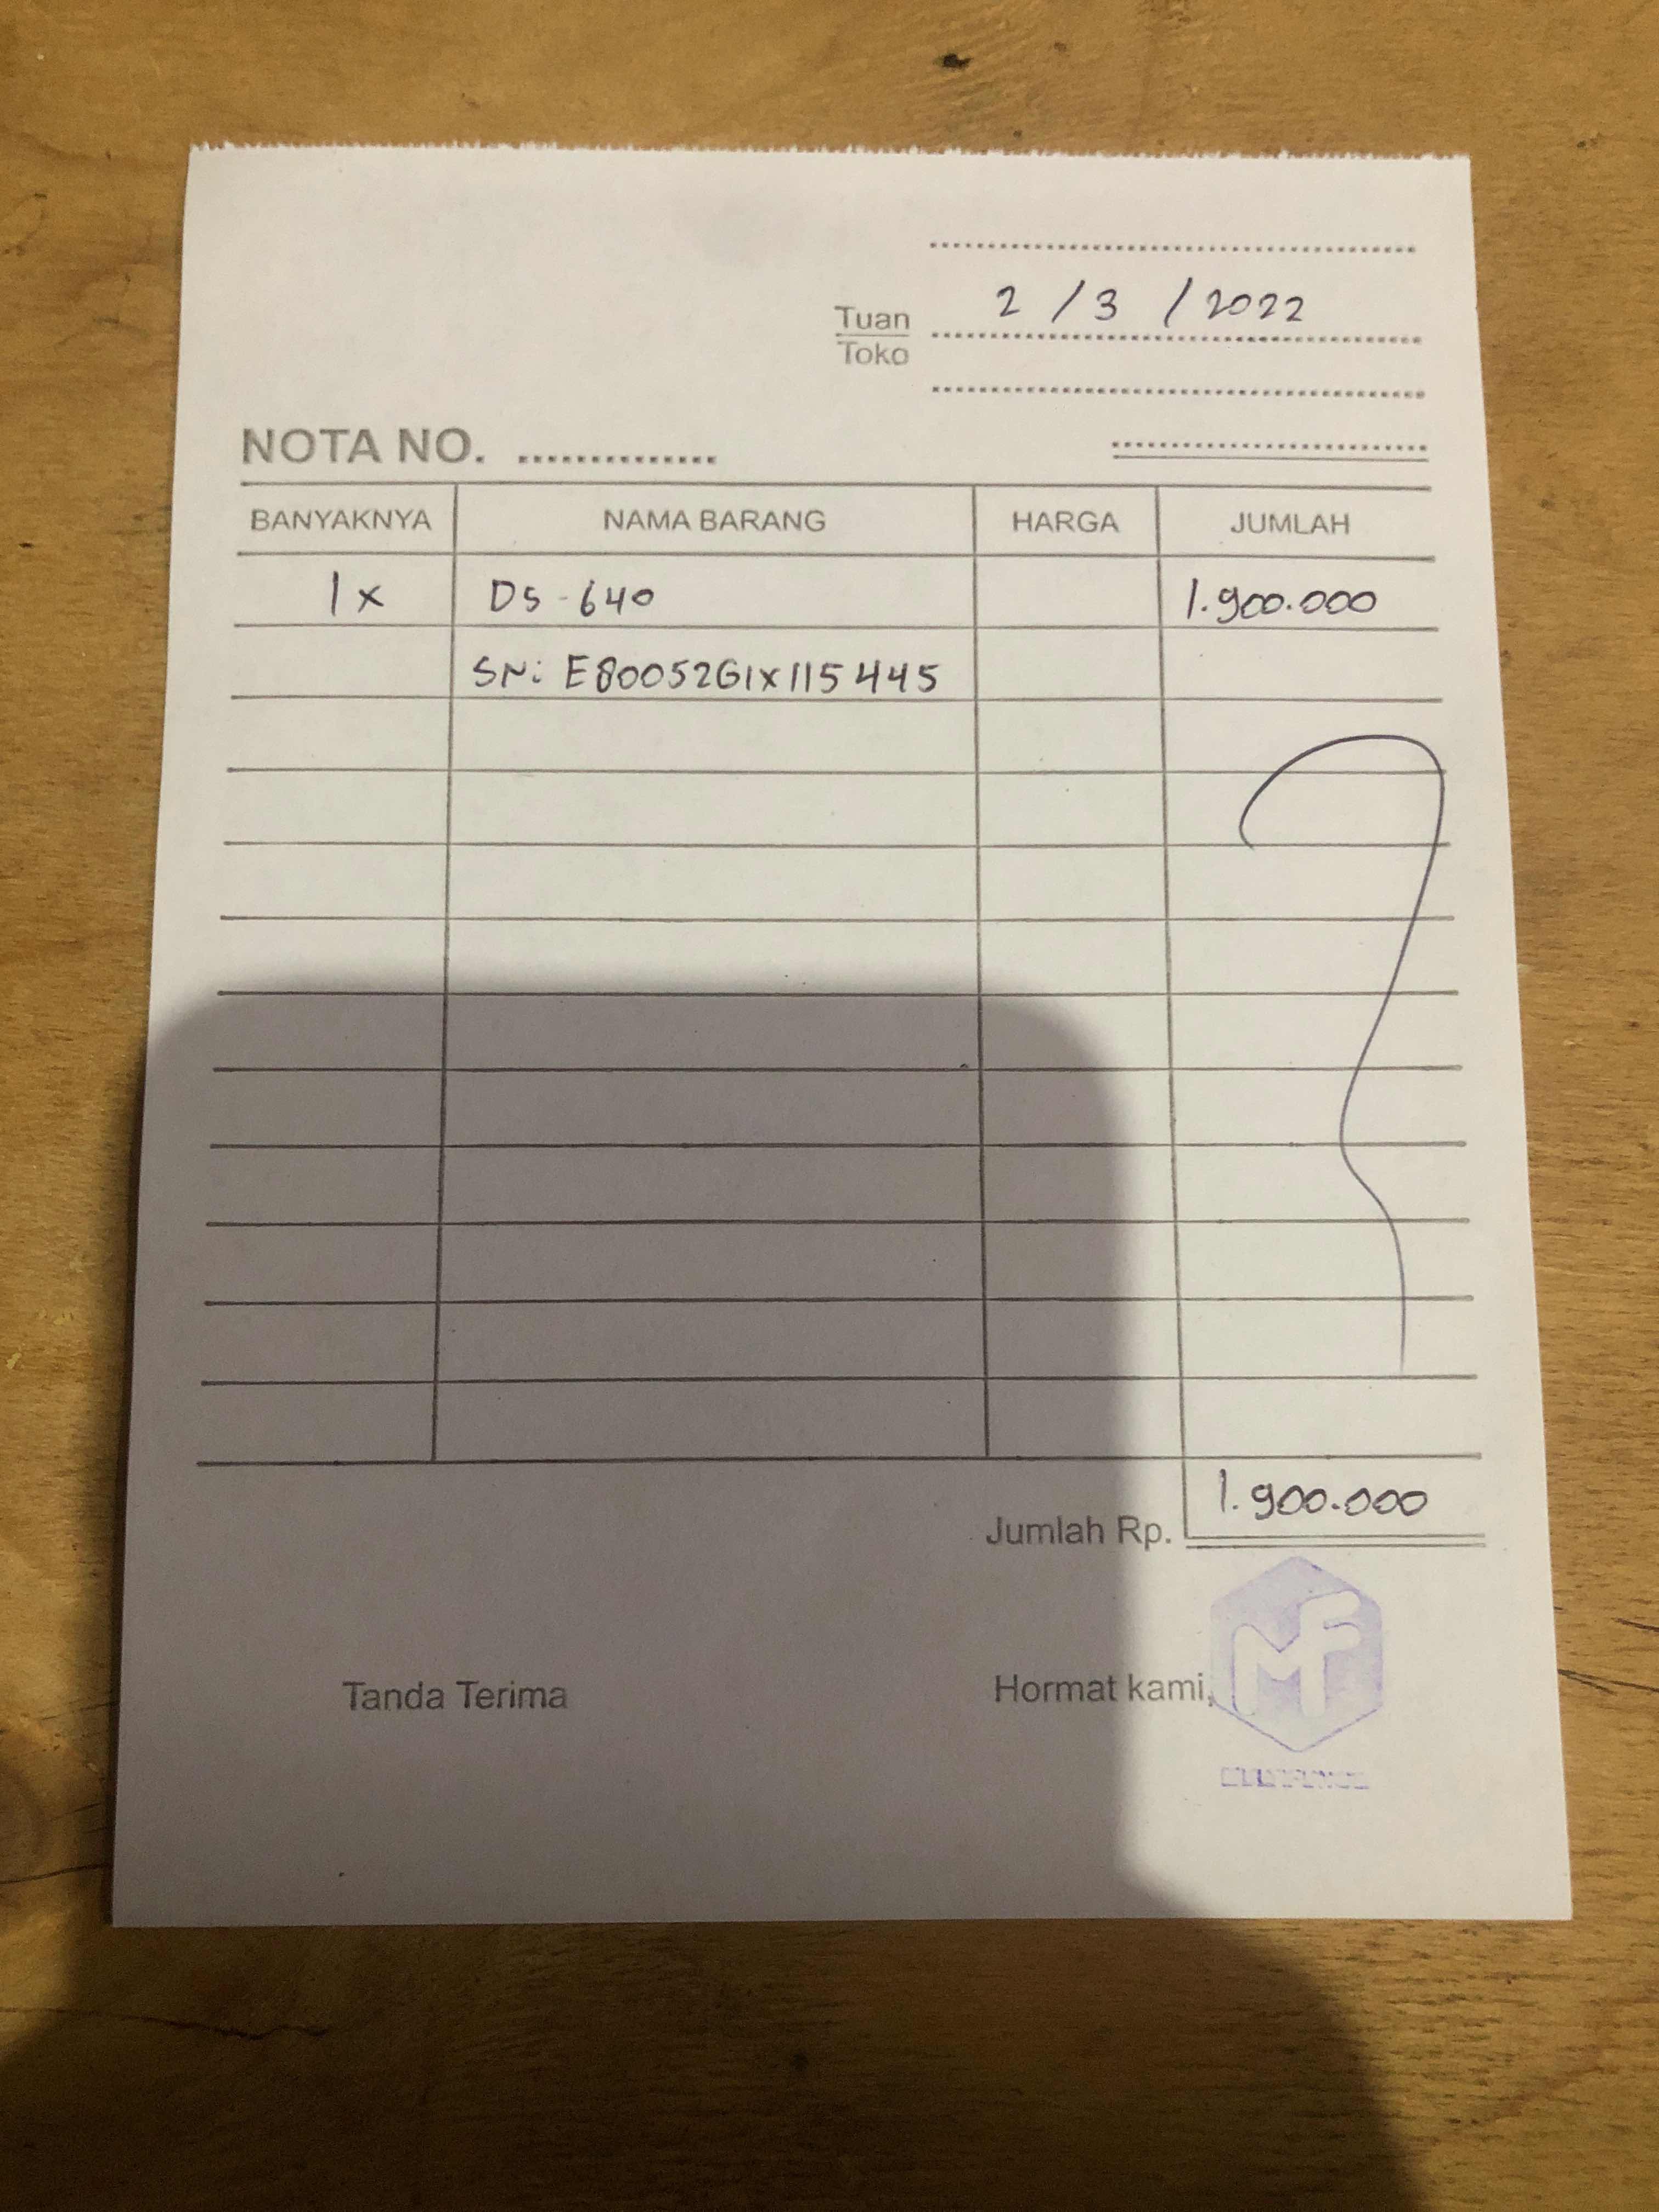 2 / 3 / 2022
Tuan
Toko
NOTA NO. ..............
BANYAKNYA NAMA BARANG HARGA JUMLAH
1x DS-640 1.900.000
SN: E80052G1X115445
Jumlah Rp. 1.900.000
Tanda Terima Hormat kami,
MF